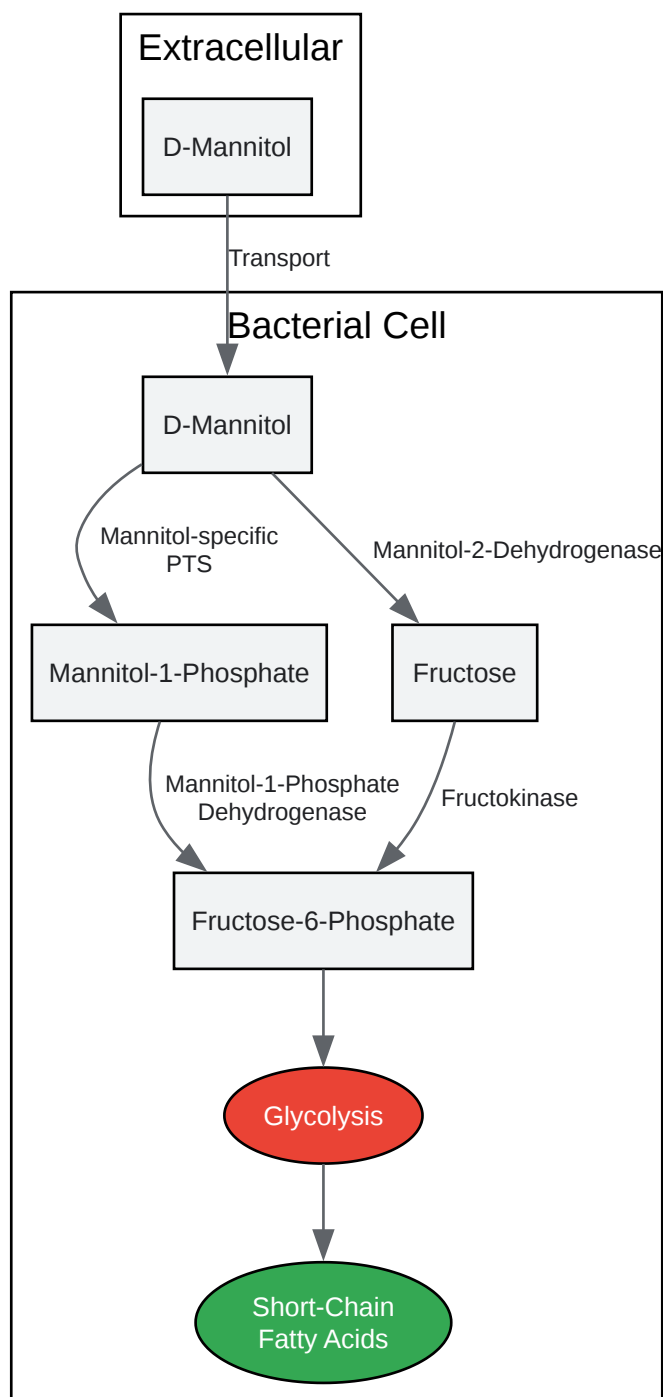 Extracellular
D-Mannitol
Transport
Bacterial Cell
D-Mannitol
Mannitol-specific
PTS
Mannitol-2-Dehydrogenase
Mannitol-1-Phosphate
Fructose
Mannitol-1-Phosphate
Dehydrogenase
Fructokinase
Fructose-6-Phosphate
Glycolysis
Short-Chain
Fatty Acids